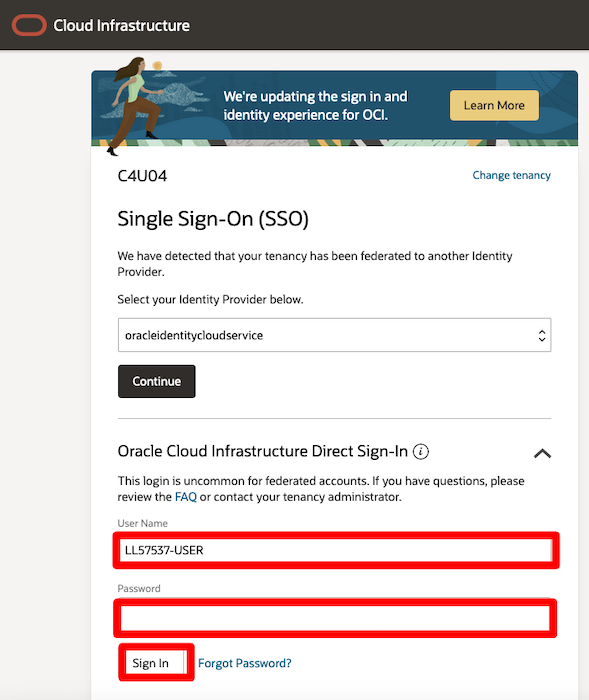 Cloud Infrastructure
We're updating the sign in and
identity experience for OCI.
Learn More
C4U04
Change tenancy
Single Sign-On (SSO)
We have detected that your tenancy has been federated to another Identity
Provider.
Select your Identity Provider below.
oracleidentitycloudservice
Continue
Oracle Cloud Infrastructure Direct Sign-In
This login is uncommon for federated accounts. If you have questions, please
review the FAQ or contact your tenancy administrator.
User Name
LL57537-USER
Password
Sign In
Forgot Password?